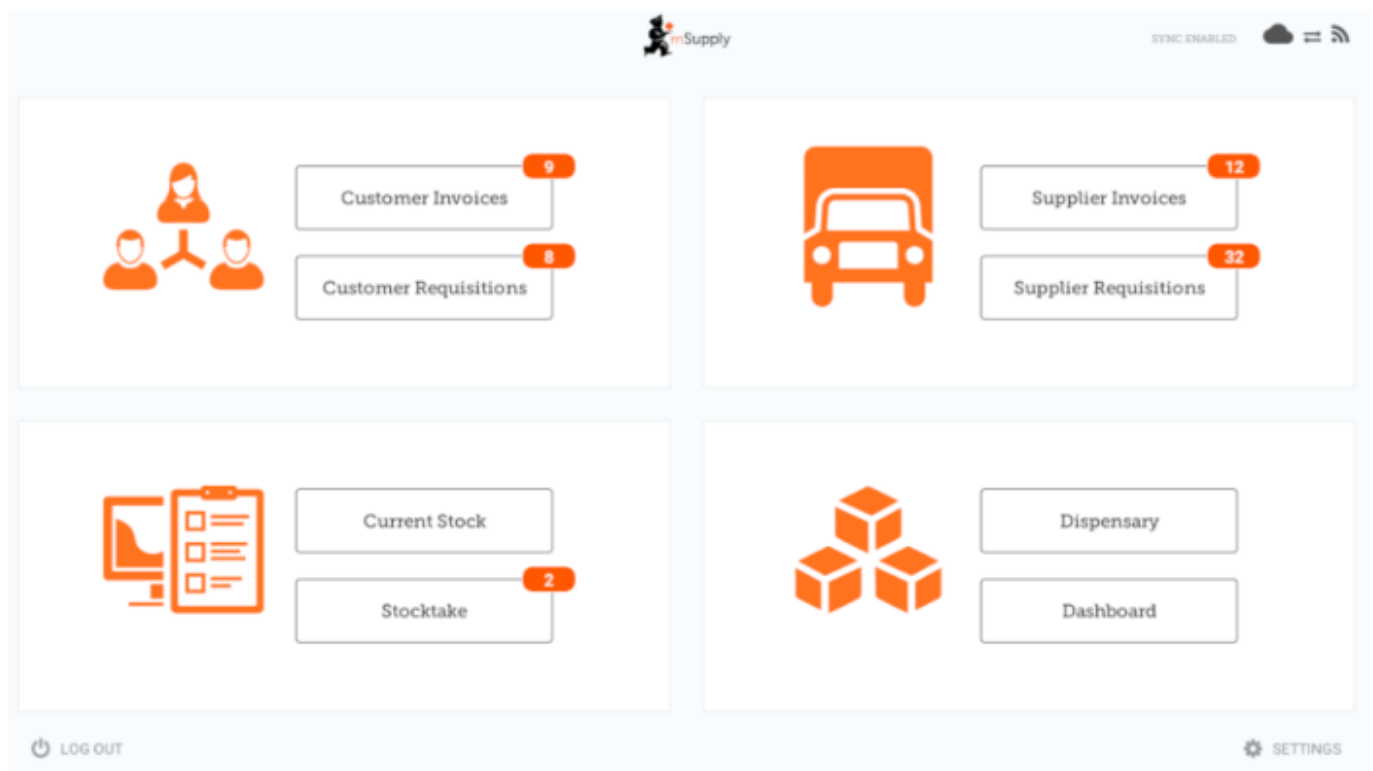 mSupply
SYNC ENABLED
9
Customer Invoices
8
Customer Requisitions
12
Supplier Invoices
32
Supplier Requisitions
Current Stock
2
Stocktake
Dispensary
Dashboard
LOG OUT
SETTINGS